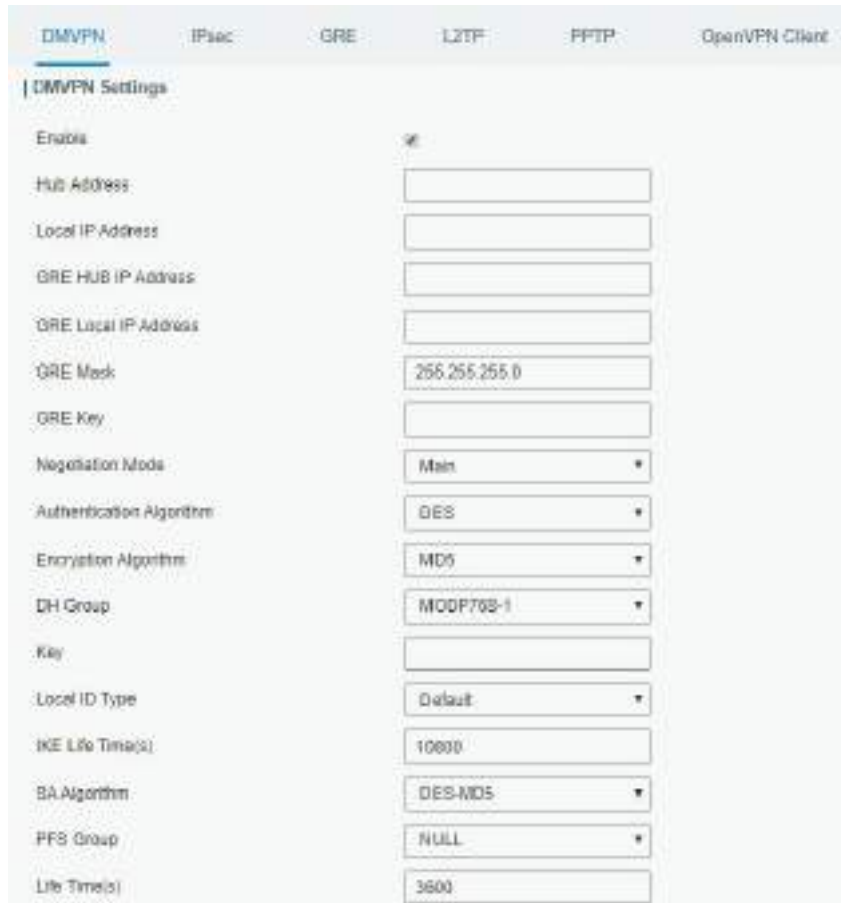 DMVPN IPsec GRE L2TP PPTP OpenVPN Client
DMVPN Settings
Enable
Hub Address
Local IP Address
GRE HUB IP Address
GRE Local IP Address
GRE Mask 255.255.255.0
GRE Key
Negotiation Mode Main
Authentication Algorithm DES
Encryption Algorithm MD5
DH Group MODP768-1
Key
Local ID Type Default
IKE Life Time(s) 10800
SA Algorithm DES-MD5
PFS Group NULL
Life Time(s) 3600